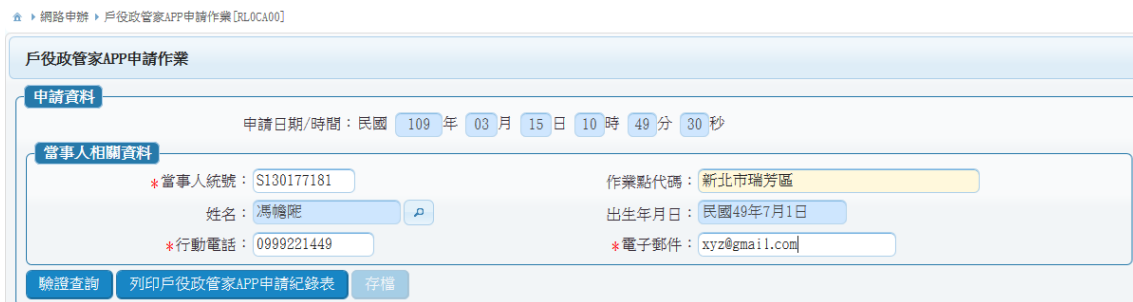 網路申辦 ▸ 戶役政管家APP申請作業[RLOCA00]
戶役政管家APP申請作業
申請資料
申請日期/時間：民國 109 年 03 月 15 日 10 時 49 分 30 秒
當事人相關資料
*當事人統號：S130177181 作業點代碼：新北市瑞芳區
姓名：馮幨 出生年月日：民國49年7月1日
*行動電話：0999221449 *電子郵件：xyz@gmail.com
驗證查詢 列印戶役政管家APP申請紀錄表 存檔